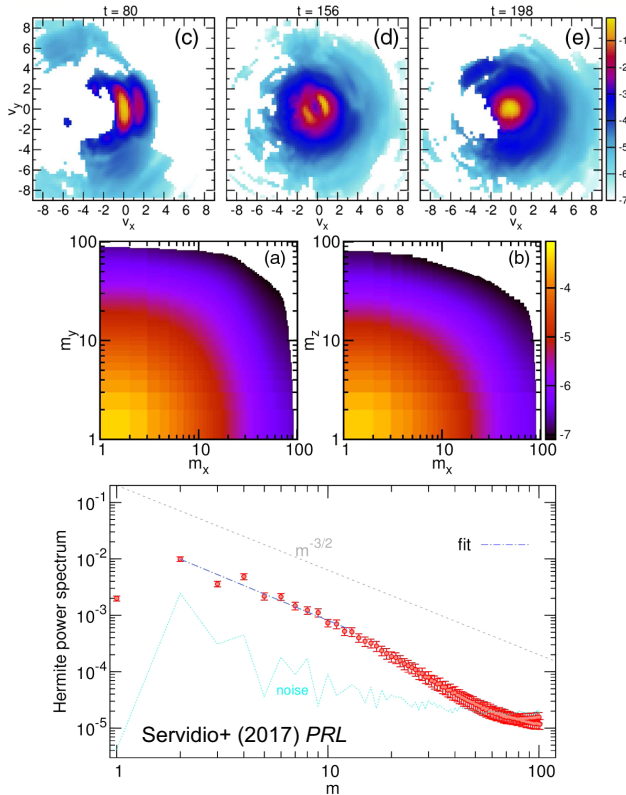 t = 80 t = 156 t = 198
(c) (d) (e)
8
6
4
2
0
-2
-4
-6
-8
v_y
-8 -6 -4 -2 0 2 4 6 8
-8 -6 -4 -2 0 2 4 6 8
-8 -6 -4 -2 0 2 4 6 8
v_x v_x v_x
-1
-2
-3
-4
-5
-6
-7
(a) (b)
100
10
1
m_y
1 10 100
m_x
100
10
1
m_z
1 10 100
m_x
-4
-5
-6
-7
10^-1
10^-2
10^-3
10^-4
10^-5
Hermite power spectrum
m^-3/2
fit
noise
Servidio+ (2017) PRL
1 10 100
m